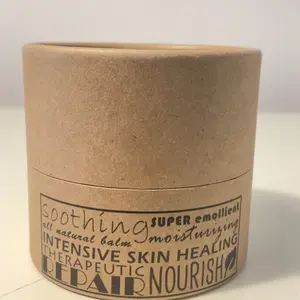 soothing SUPER emollient
all natural balm moisturizing
INTENSIVE SKIN HEALING
THERAPEUTIC
REPAIR NOURISH